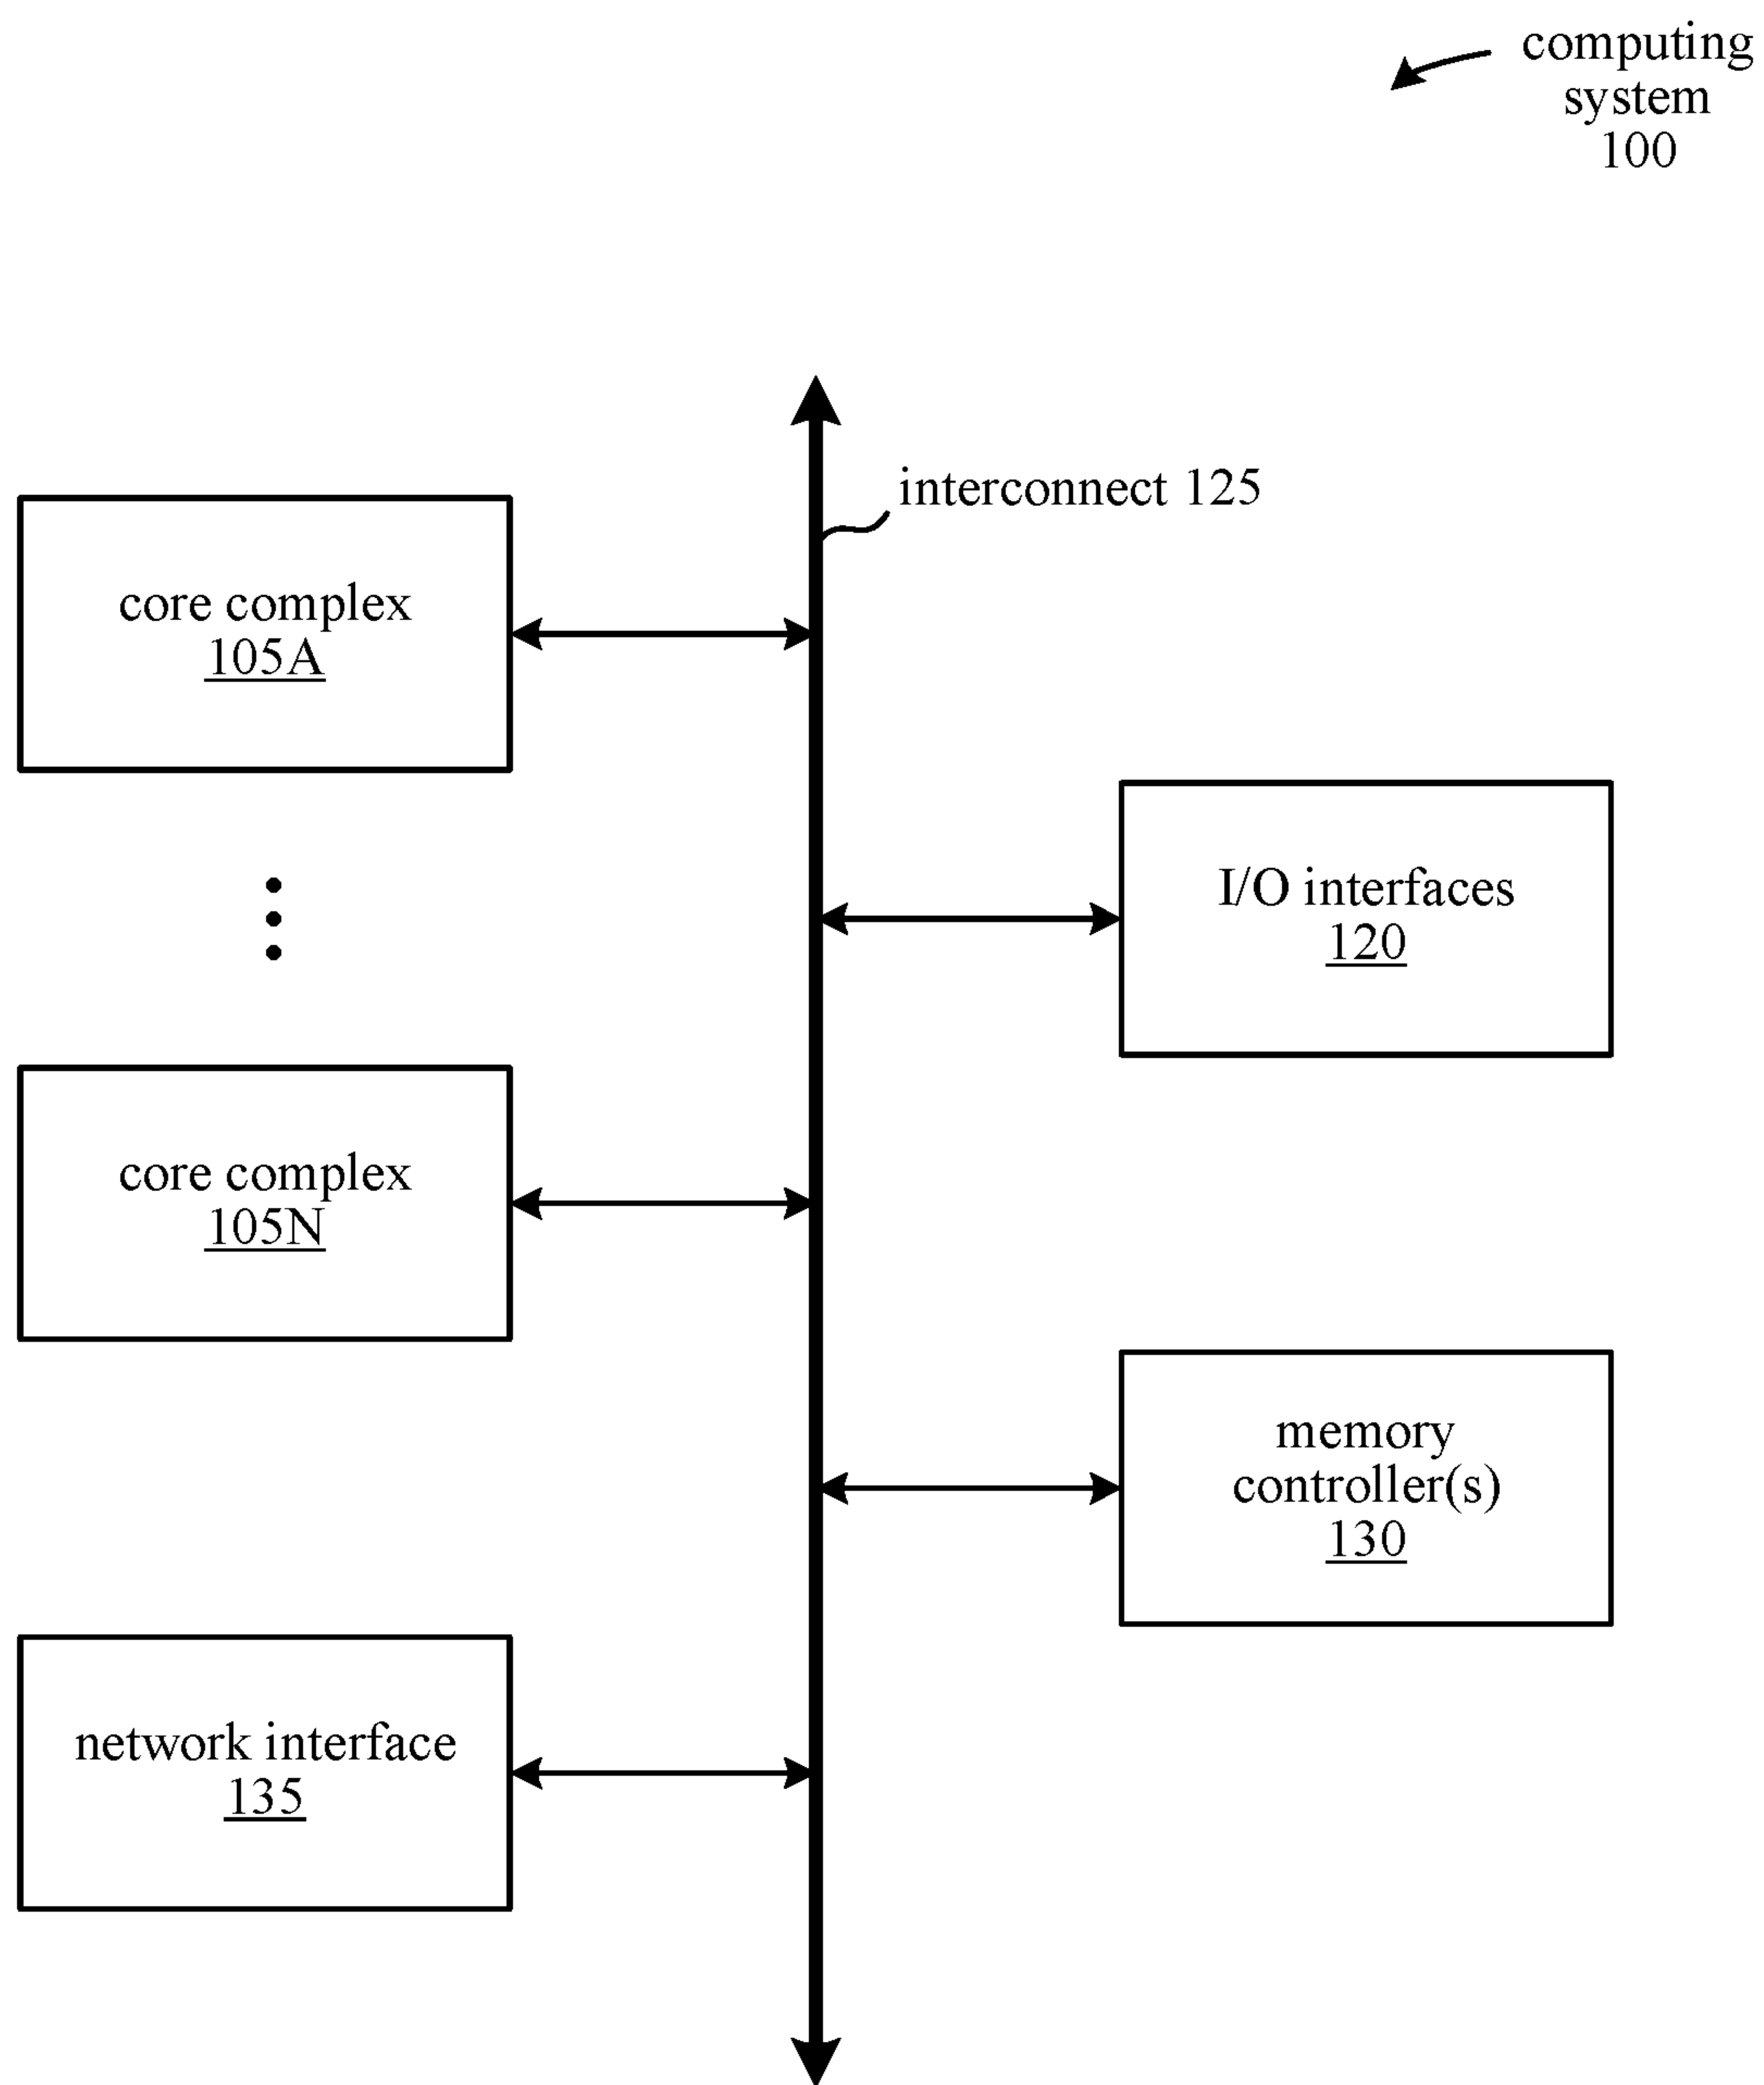 computing
system
100
interconnect 125
core complex
105A
I/O interfaces
120
core complex
105N
memory
controller(s)
130
network interface
135